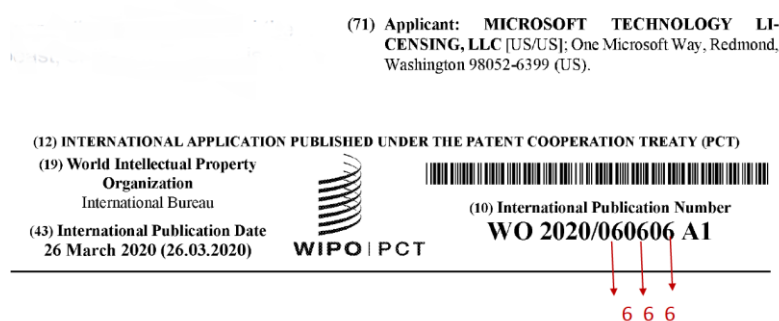 (71) Applicant: MICROSOFT TECHNOLOGY LI-
CENSING, LLC [US/US]; One Microsoft Way, Redmond,
Washington 98052-6399 (US).
(12) INTERNATIONAL APPLICATION PUBLISHED UNDER THE PATENT COOPERATION TREATY (PCT)
(19) World Intellectual Property
Organization
International Bureau
(43) International Publication Date
26 March 2020 (26.03.2020)
WIPO | PCT
(10) International Publication Number
WO 2020/060606 A1
6 6 6